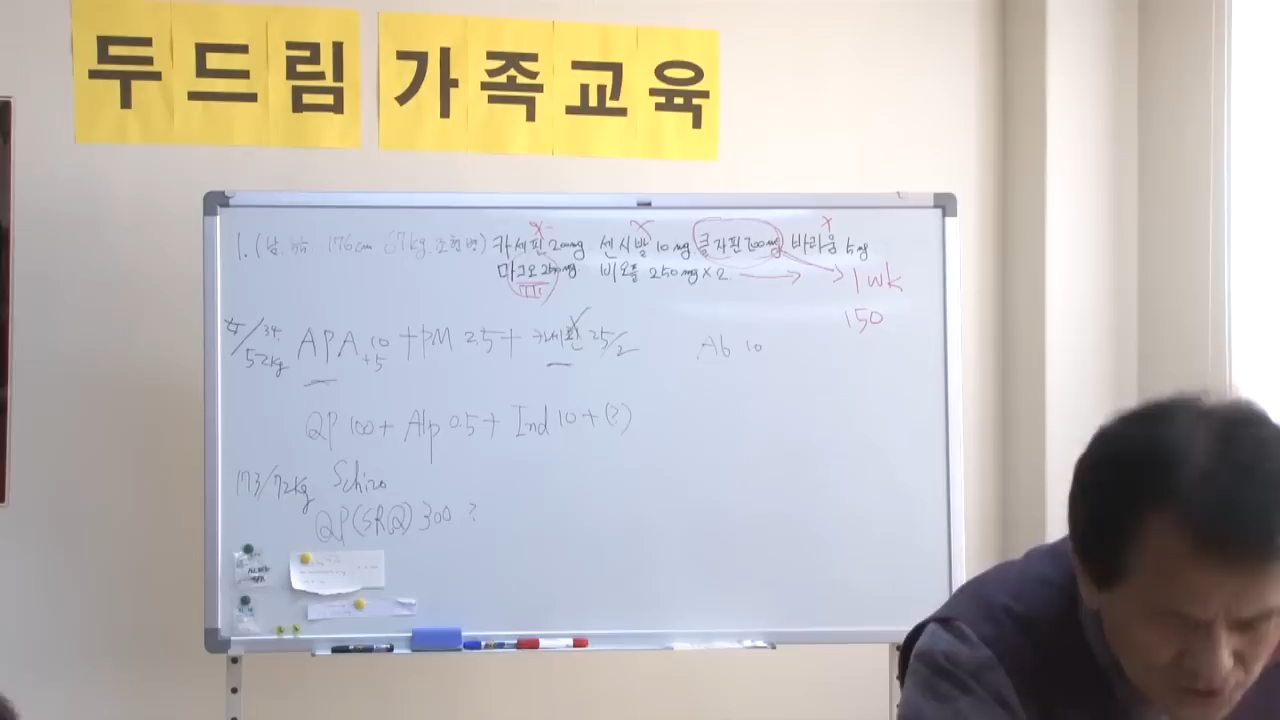 두드림 가족교육
1. (남. 176cm 67kg. 조현병) 카세핀 200mg 센시발 10mg 클자핀 200mg 바라움 5mg
마그오 250mg 비오플 250mg × 2 → 1wk
150
/34 APA 10 + PM 2.5 + 카세핀 25/2 Ab 10
52kg +5
QP 100 + Alp 0.5 + Ind 10 + (?)
173/72kg Schizo
QP (SRQ) 300 ?